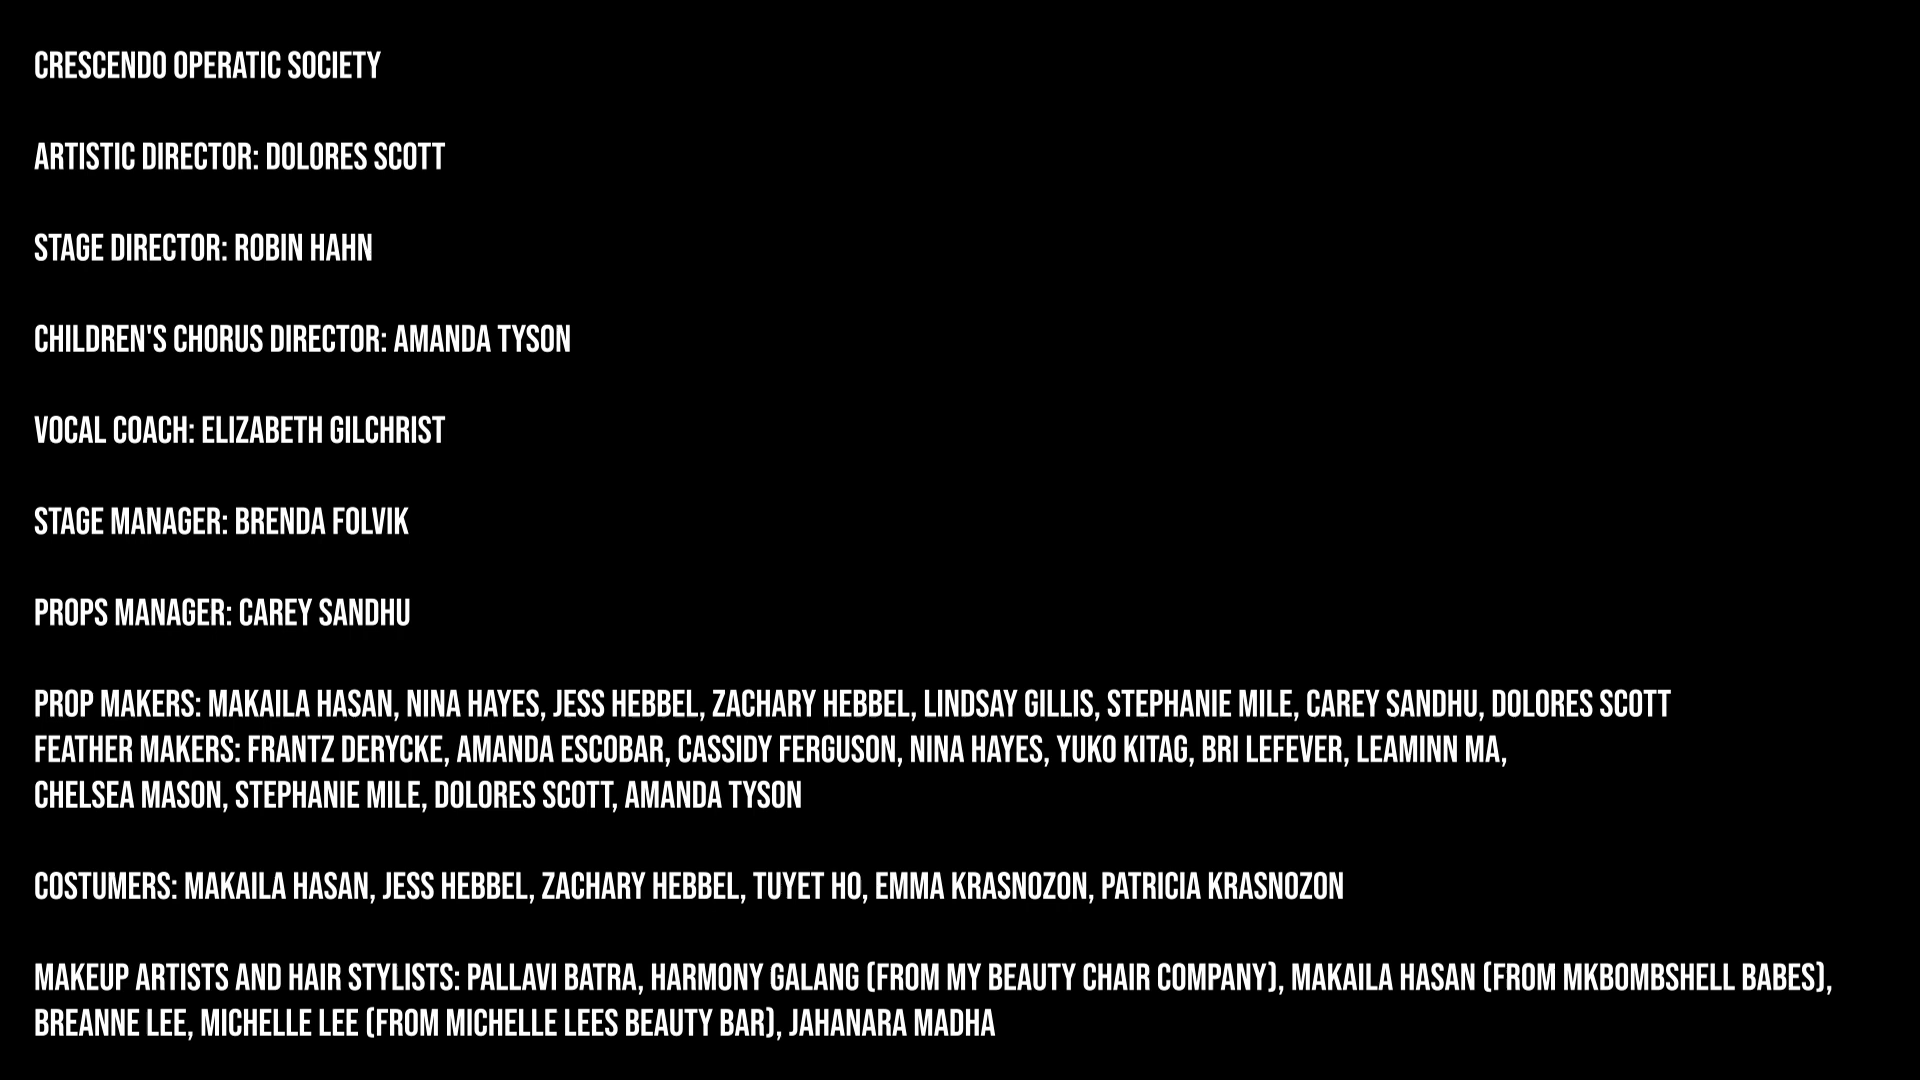 CRESCENDO OPERATIC SOCIETY
ARTISTIC DIRECTOR: DOLORES SCOTT
STAGE DIRECTOR: ROBIN HAHN
CHILDREN'S CHORUS DIRECTOR: AMANDA TYSON
VOCAL COACH: ELIZABETH GILCHRIST
STAGE MANAGER: BRENDA FOLVIK
PROPS MANAGER: CAREY SANDHU
PROP MAKERS: MAKAILA HASAN, NINA HAYES, JESS HEBBEL, ZACHARY HEBBEL, LINDSAY GILLIS, STEPHANIE MILE, CAREY SANDHU, DOLORES SCOTT
FEATHER MAKERS: FRANTZ DERYCKE, AMANDA ESCOBAR, CASSIDY FERGUSON, NINA HAYES, YUKO KITAG, BRI LEFEVER, LEAMINN MA,
CHELSEA MASON, STEPHANIE MILE, DOLORES SCOTT, AMANDA TYSON
COSTUMERS: MAKAILA HASAN, JESS HEBBEL, ZACHARY HEBBEL, TUYET HO, EMMA KRASNOZON, PATRICIA KRASNOZON
MAKEUP ARTISTS AND HAIR STYLISTS: PALLAVI BATRA, HARMONY GALANG (FROM MY BEAUTY CHAIR COMPANY), MAKAILA HASAN (FROM MKBOMBSHELL BABES),
BREANNE LEE, MICHELLE LEE (FROM MICHELLE LEES BEAUTY BAR), JAHANARA MADHA